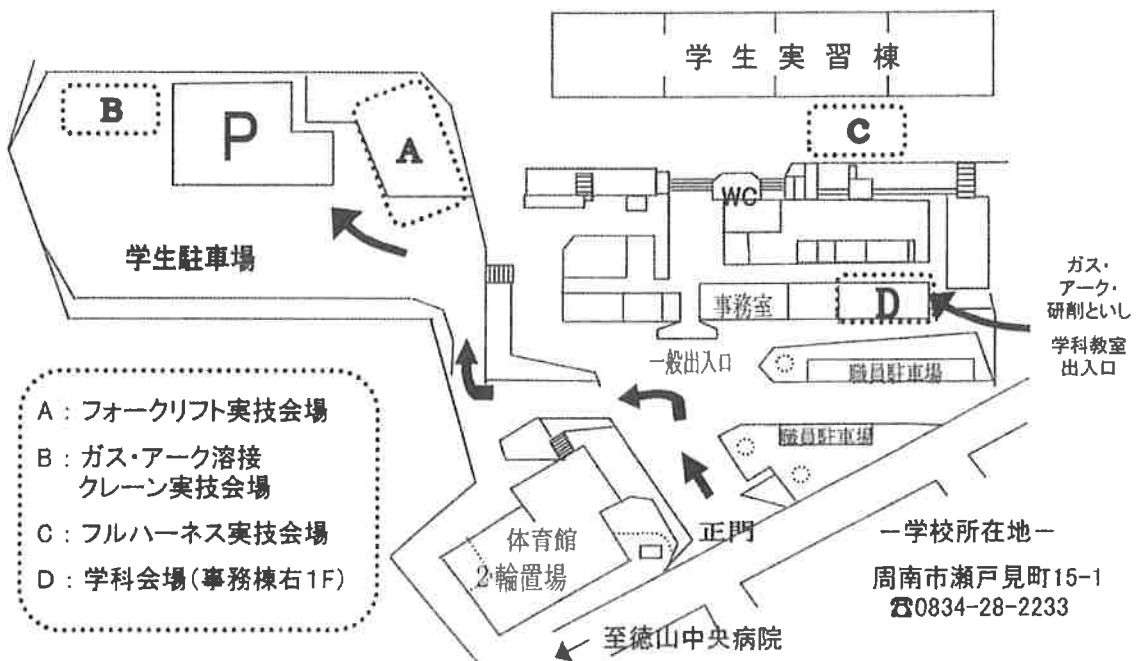 学生実習棟
B
P
A
C
WC
学生駐車場
事務室
D
ガス・
アーク・
研削といし
学科教室
出入口
一般出入口
職員駐車場
職員駐車場
A：フォークリフト実技会場
B：ガス・アーク溶接
クレーン実技会場
C：フルハーネス実技会場
D：学科会場（事務棟右1F）
体育館
2輪置場
正門
－学校所在地－
周南市瀬戸見町15-1
☎0834-28-2233
至徳山中央病院